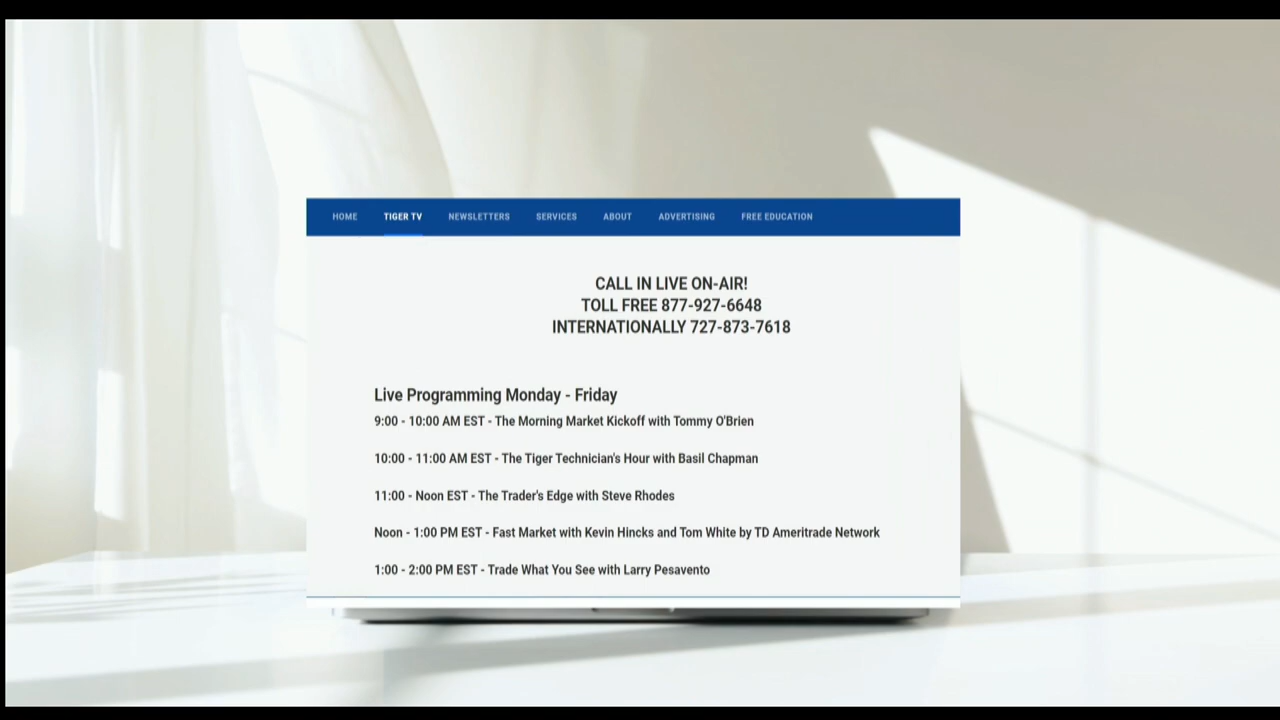 HOME TIGER TV NEWSLETTERS SERVICES ABOUT ADVERTISING FREE EDUCATION
CALL IN LIVE ON-AIR!
TOLL FREE 877-927-6648
INTERNATIONALLY 727-873-7618
Live Programming Monday - Friday
9:00 - 10:00 AM EST - The Morning Market Kickoff with Tommy O'Brien
10:00 - 11:00 AM EST - The Tiger Technician's Hour with Basil Chapman
11:00 - Noon EST - The Trader's Edge with Steve Rhodes
Noon - 1:00 PM EST - Fast Market with Kevin Hincks and Tom White by TD Ameritrade Network
1:00 - 2:00 PM EST - Trade What You See with Larry Pesavento